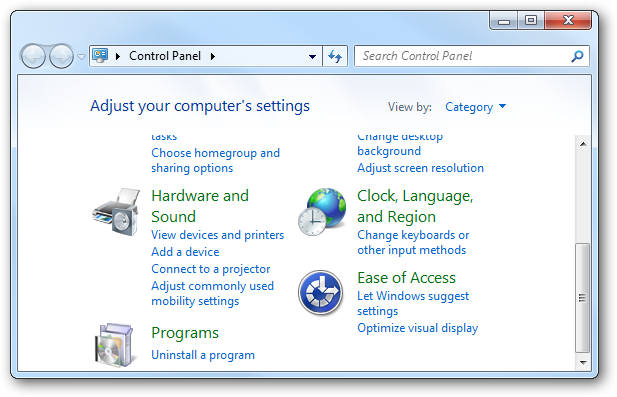 Control Panel
Search Control Panel
Adjust your computer's settings
View by: Category
tasks
Choose homegroup and
sharing options
Hardware and
Sound
View devices and printers
Add a device
Connect to a projector
Adjust commonly used
mobility settings
Programs
Uninstall a program
Change desktop
background
Adjust screen resolution
Clock, Language,
and Region
Change keyboards or
other input methods
Ease of Access
Let Windows suggest
settings
Optimize visual display